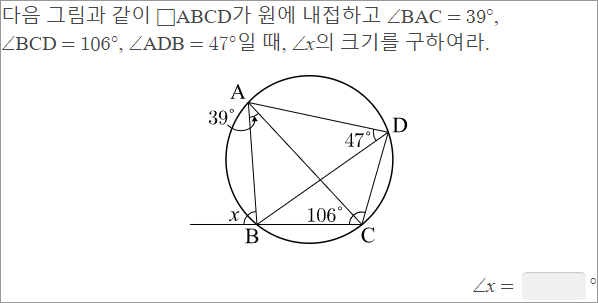 다음 그림과 같이 □ABCD가 원에 내접하고 ∠BAC = 39°,
∠BCD = 106°, ∠ADB = 47°일 때, ∠x의 크기를 구하여라.
A
39°
D
47°
x
106°
B
C
∠x = °